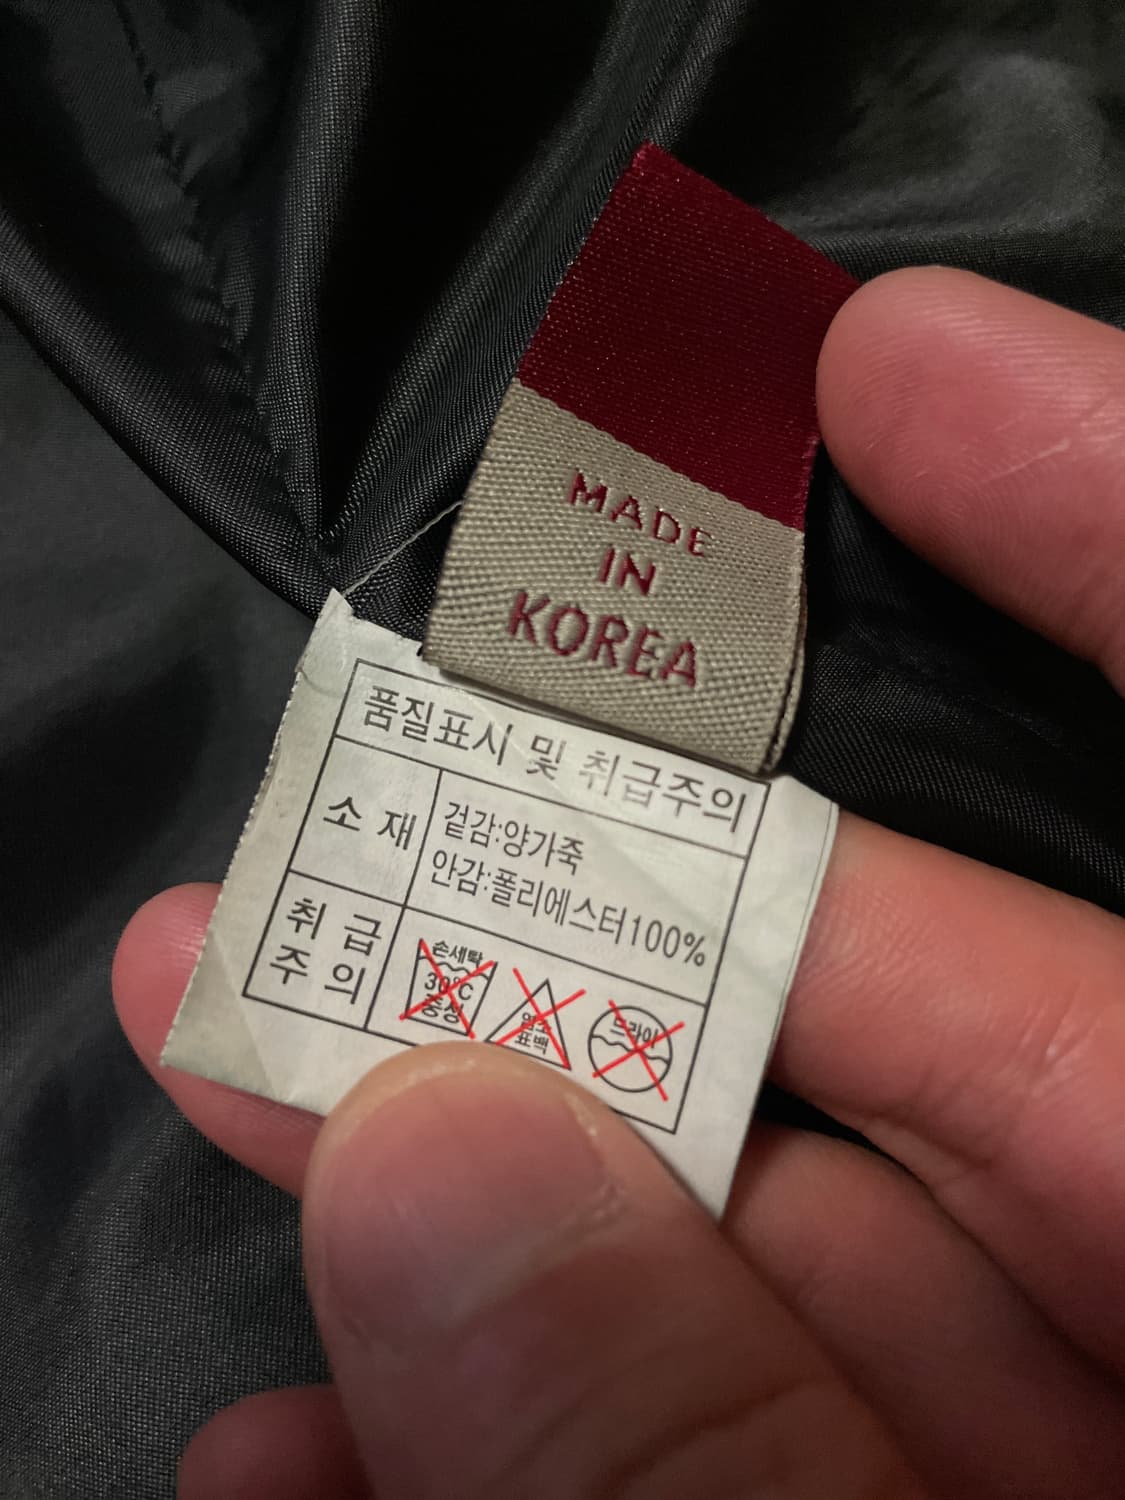 MADE
IN
KOREA
품질표시 및 취급주의
소 재
겉감:양가죽
안감:폴리에스터100%
취 급
주 의
손세탁
30℃
중성
염소
표백
드라이